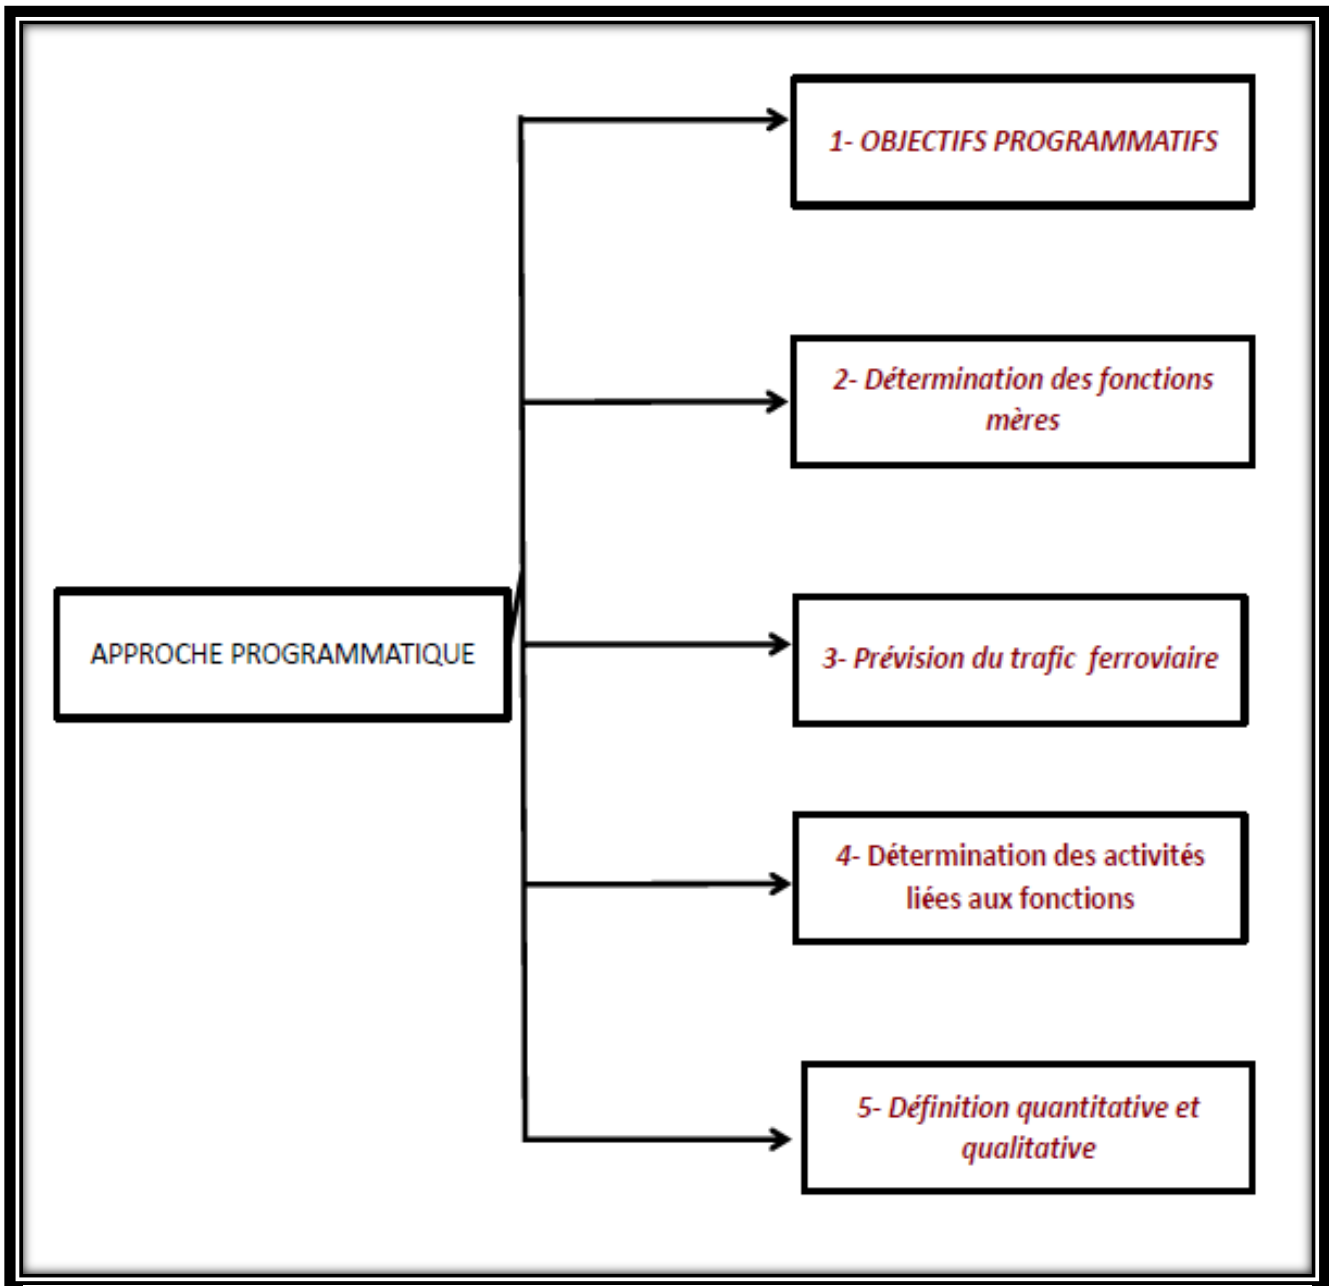 1- OBJECTIFS PROGRAMMATIFS
2- Détermination des fonctions
mères
APPROCHE PROGRAMMATIQUE
3- Prévision du trafic ferroviaire
4- Détermination des activités
liées aux fonctions
5- Définition quantitative et
qualitative